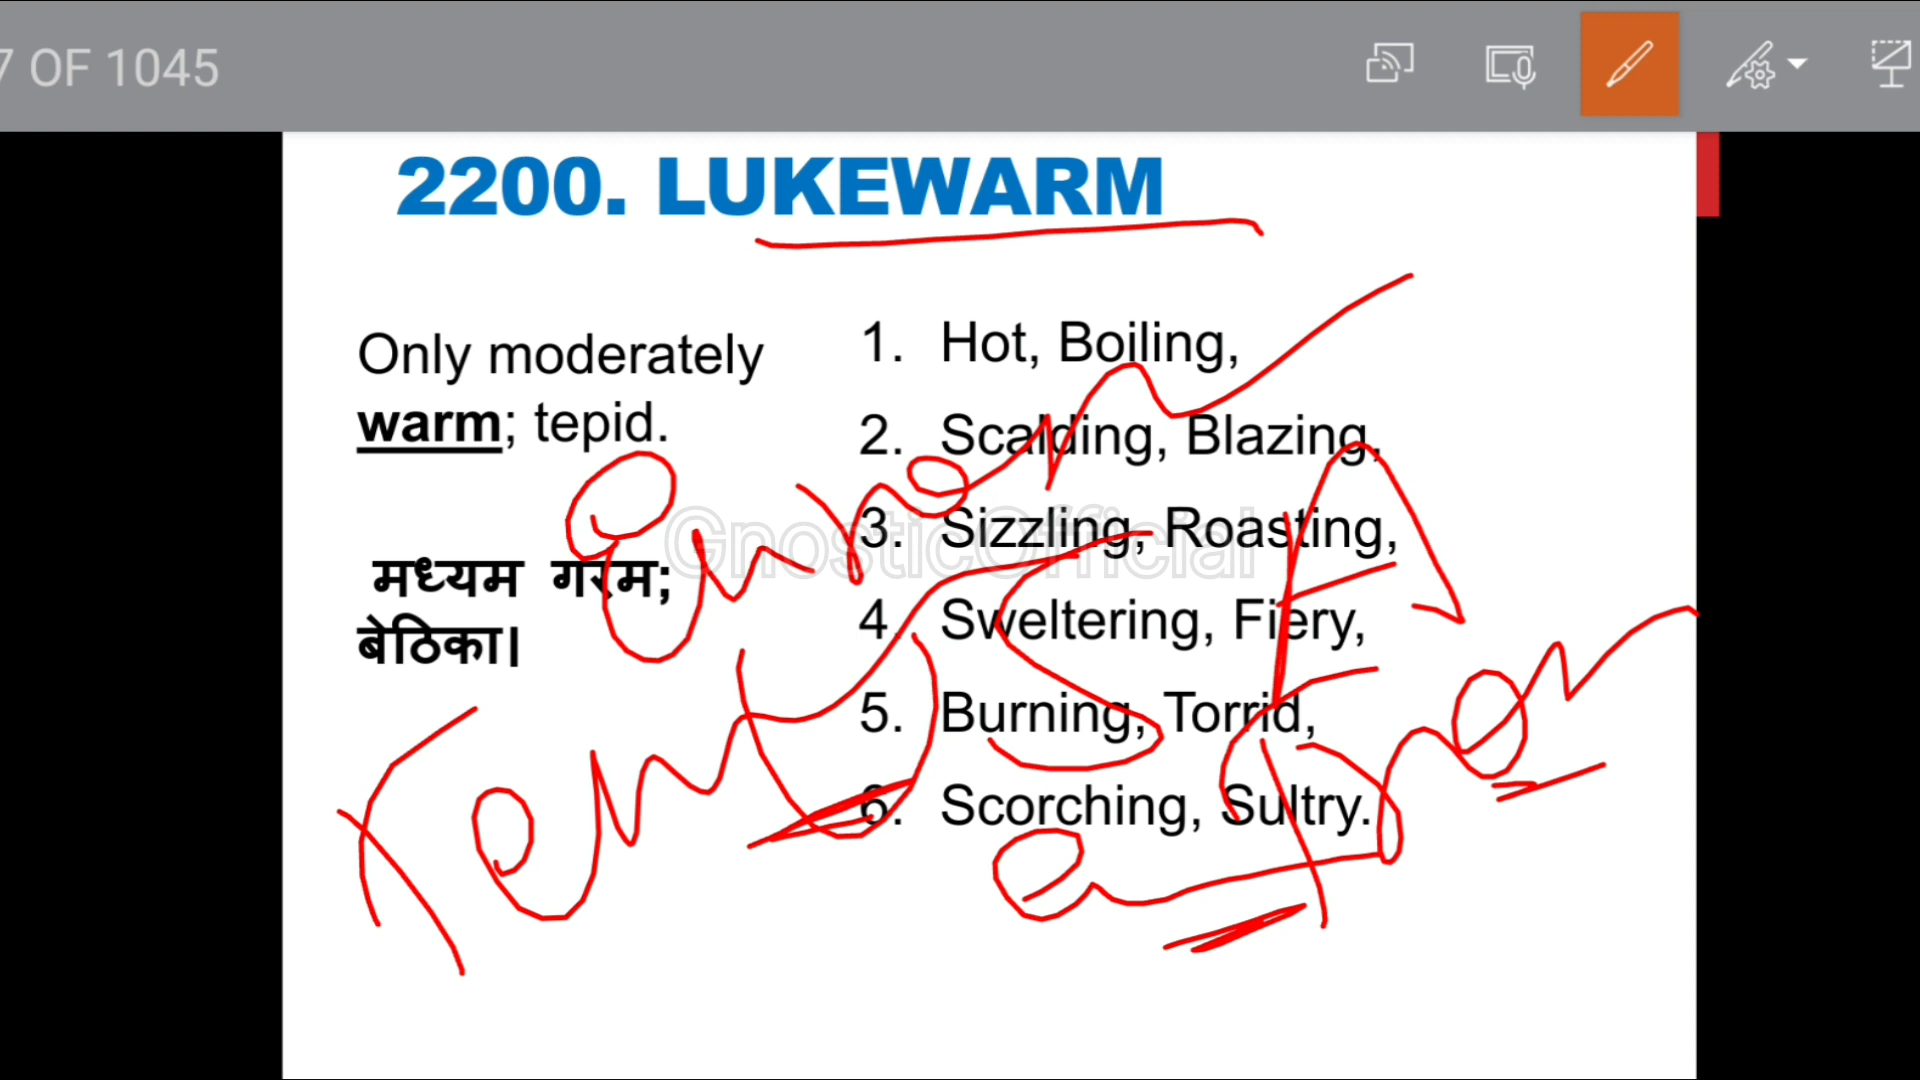 7 OF 1045
2200. LUKEWARM
Only moderately
warm; tepid.
मध्यम गरम;
बेठिका।
1. Hot, Boiling,
2. Scalding, Blazing,
3. Sizzling, Roasting,
4. Sweltering, Fiery,
5. Burning, Torrid,
6. Scorching, Sultry.
GnosticOfficial